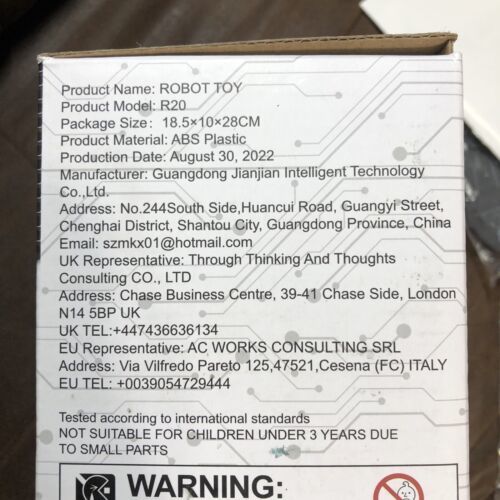 Product Name: ROBOT TOY
Product Model: R20
Package Size: 18.5×10×28CM
Product Material: ABS Plastic
Production Date: August 30, 2022
Manufacturer: Guangdong Jianjian Intelligent Technology
Co.,Ltd.
Address: No.244South Side,Huancui Road, Guangyi Street,
Chenghai District, Shantou City, Guangdong Province, China
Email: szmkx01@hotmail.com
UK Representative: Through Thinking And Thoughts
Consulting CO., LTD
Address: Chase Business Centre, 39-41 Chase Side, London
N14 5BP UK
UK TEL:+447436636134
EU Representative: AC WORKS CONSULTING SRL
Address: Via Vilfredo Pareto 125,47521,Cesena (FC) ITALY
EU TEL: +0039054729444
Tested according to international standards
NOT SUITABLE FOR CHILDREN UNDER 3 YEARS DUE
TO SMALL PARTS
WARNING: